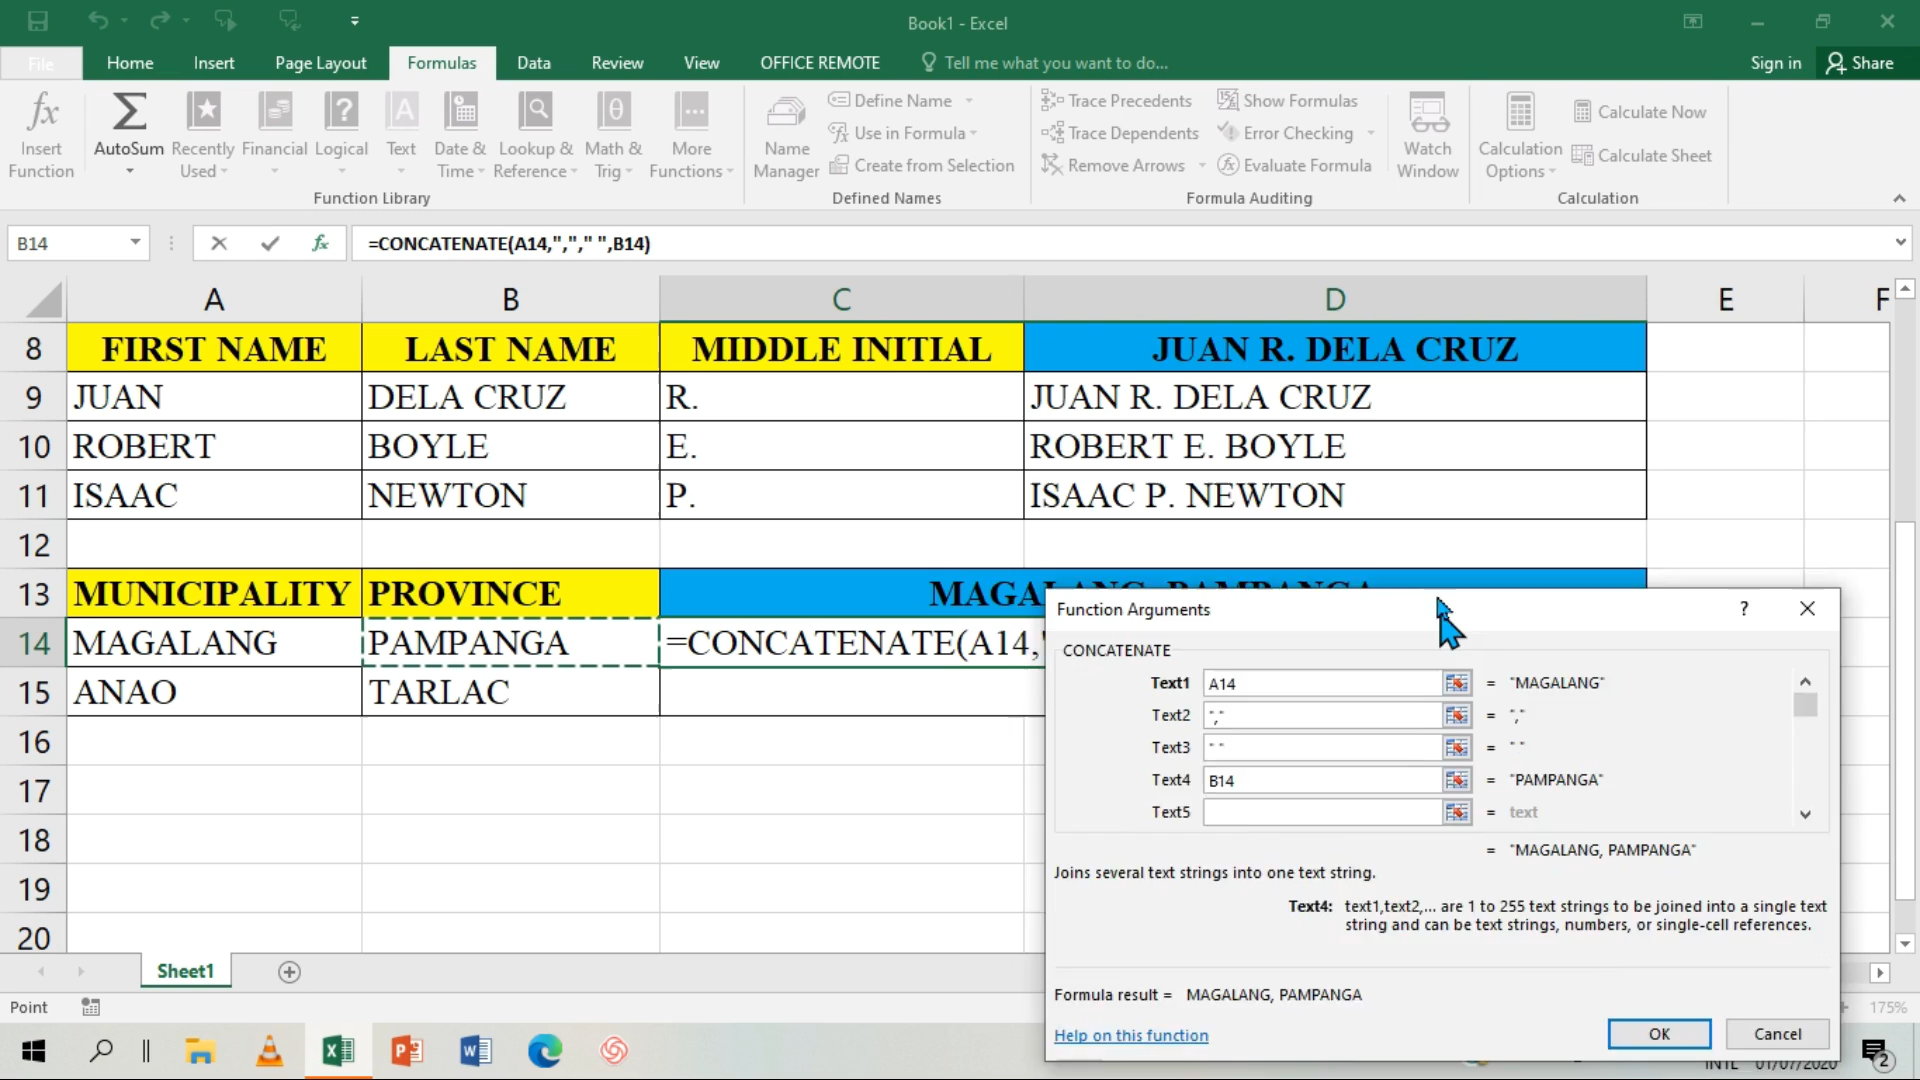 Book1 - Excel
File Home Insert Page Layout Formulas Data Review View OFFICE REMOTE Tell me what you want to do... Sign in Share
Insert Function
AutoSum
Recently Used
Financial
Logical
Text
Date & Time
Lookup & Reference
Math & Trig
More Functions
Function Library
Name Manager
Define Name
Use in Formula
Create from Selection
Defined Names
Trace Precedents
Trace Dependents
Remove Arrows
Show Formulas
Error Checking
Evaluate Formula
Formula Auditing
Watch Window
Calculation Options
Calculate Now
Calculate Sheet
Calculation
B14 fx =CONCATENATE(A14,","," ",B14)
A B C D E F
8 FIRST NAME LAST NAME MIDDLE INITIAL JUAN R. DELA CRUZ
9 JUAN DELA CRUZ R. JUAN R. DELA CRUZ
10 ROBERT BOYLE E. ROBERT E. BOYLE
11 ISAAC NEWTON P. ISAAC P. NEWTON
12
13 MUNICIPALITY PROVINCE MAGALANG, PAMPANGA
14 MAGALANG PAMPANGA =CONCATENATE(A14,
15 ANAO TARLAC
16
17
18
19
20
Function Arguments ?
CONCATENATE
Text1 A14 = "MAGALANG"
Text2 "," = ","
Text3 " " = " "
Text4 B14 = "PAMPANGA"
Text5 = text
= "MAGALANG, PAMPANGA"
Joins several text strings into one text string.
Text4: text1,text2,... are 1 to 255 text strings to be joined into a single text
string and can be text strings, numbers, or single-cell references.
Formula result = MAGALANG, PAMPANGA
Help on this function
OK Cancel
Sheet1
Point
175%
INTL 01/07/2020
2